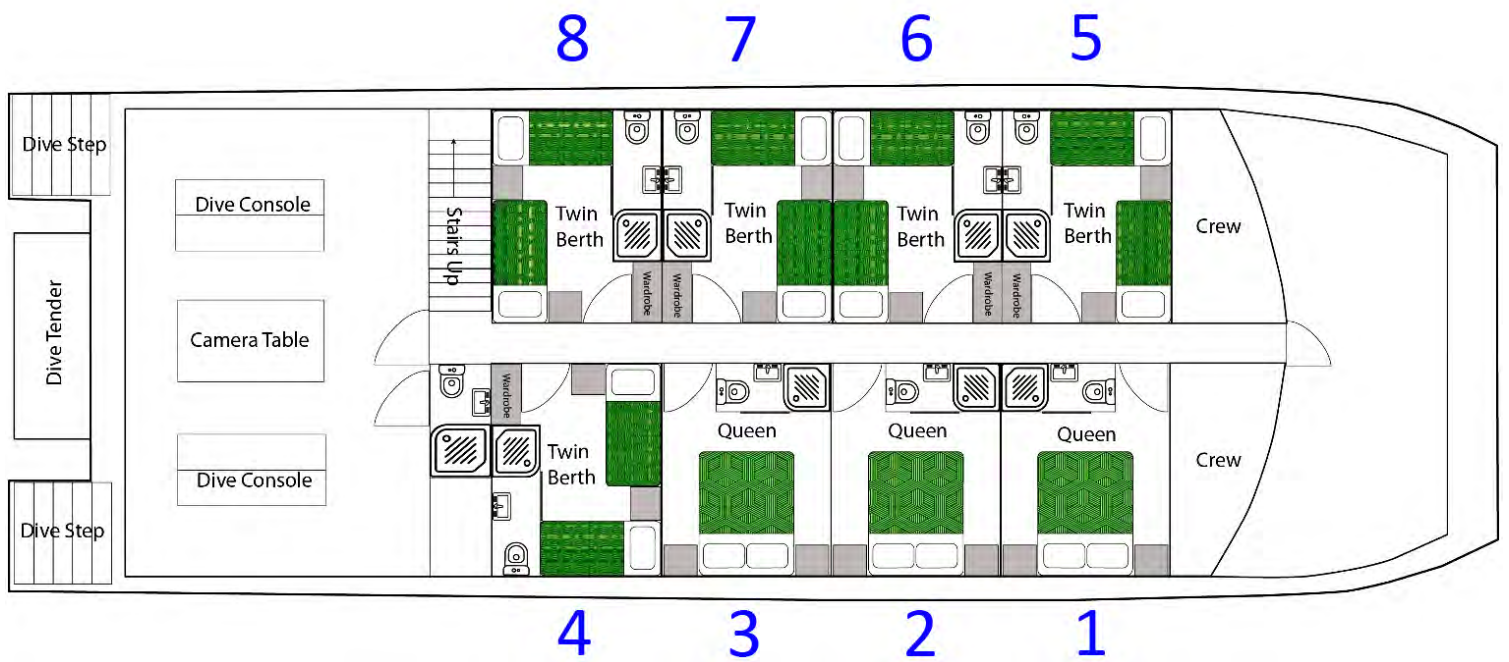 8
7
6
5
Dive Step
Dive Console
Stairs Up
Twin
Berth
Wardrobe
Twin
Berth
Wardrobe
Twin
Berth
Wardrobe
Twin
Berth
Wardrobe
Crew
Dive Tender
Camera Table
Dive Console
Dive Step
Wardrobe
Twin
Berth
Queen
Queen
Queen
Crew
4
3
2
1